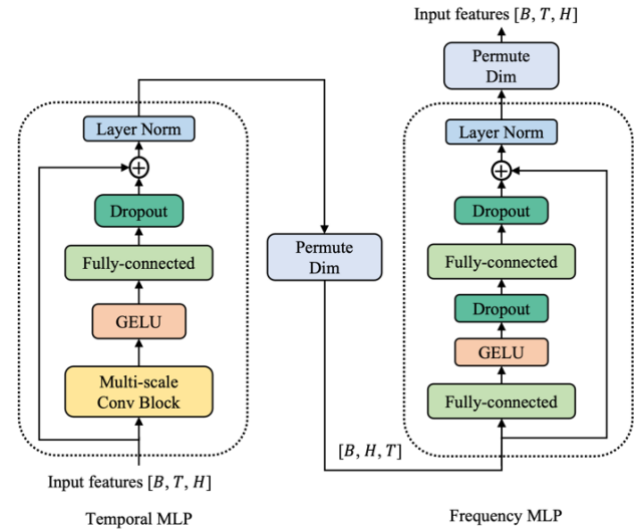 Input features [B, T, H]
Permute
Dim
Layer Norm
+
Dropout
Fully-connected
GELU
Multi-scale
Conv Block
Input features [B, T, H]
Temporal MLP
Permute
Dim
[B, H, T]
Layer Norm
+
Dropout
Fully-connected
Dropout
GELU
Fully-connected
Frequency MLP